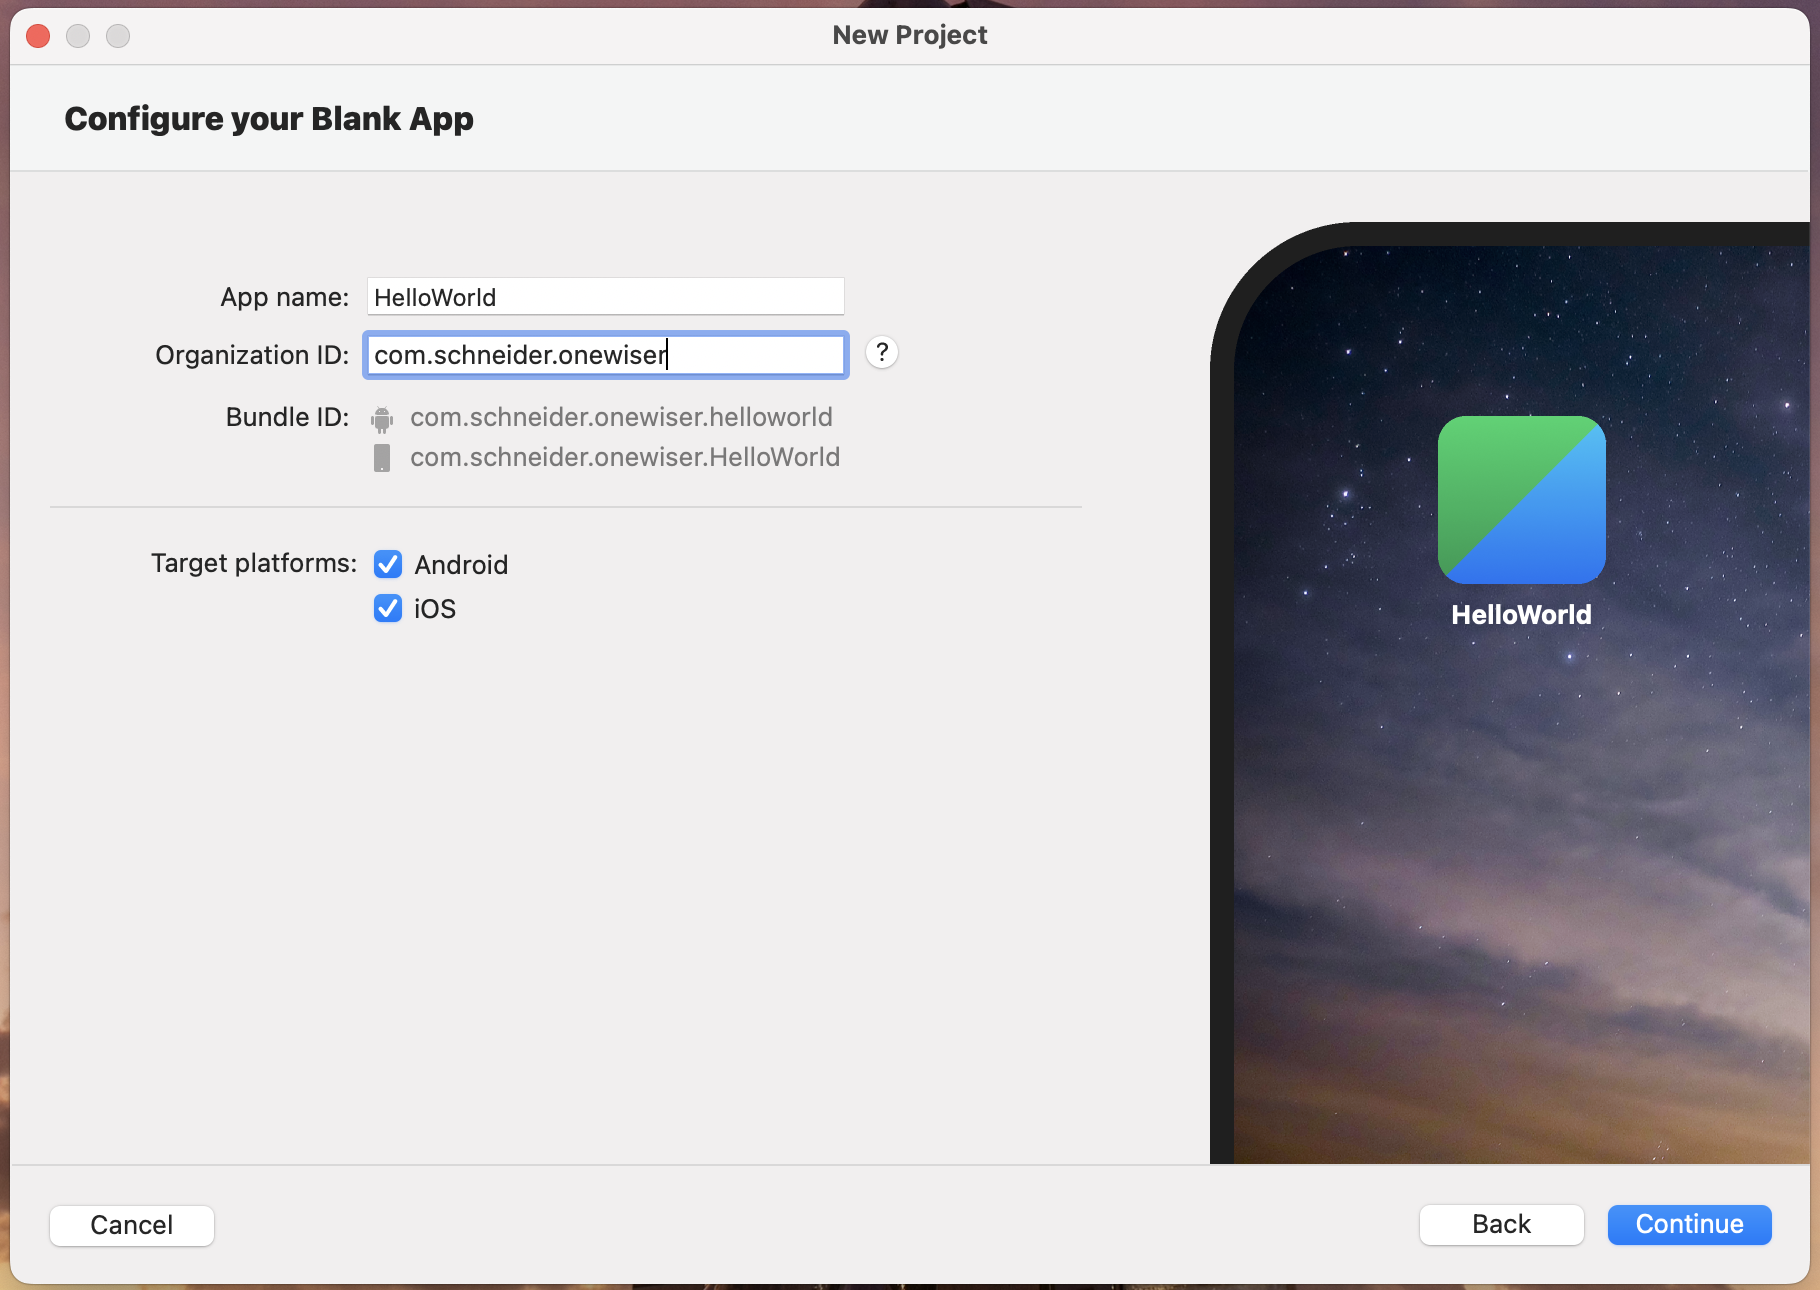 New Project
Configure your Blank App
App name: HelloWorld
Organization ID: com.schneider.onewiser ?
Bundle ID: com.schneider.onewiser.helloworld
com.schneider.onewiser.HelloWorld
Target platforms: Android
iOS
HelloWorld
Cancel Back Continue